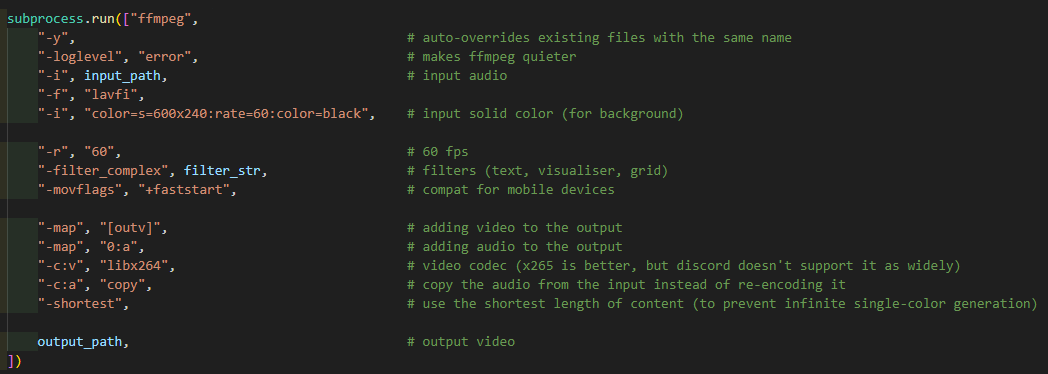 subprocess.run(["ffmpeg",
    "-y",                                           # auto-overrides existing files with the same name
    "-loglevel", "error",                           # makes ffmpeg quieter
    "-i", input_path,                               # input audio
    "-f", "lavfi",
    "-i", "color=s=600x240:rate=60:color=black",    # input solid color (for background)

    "-r", "60",                                     # 60 fps
    "-filter_complex", filter_str,                  # filters (text, visualiser, grid)
    "-movflags", "+faststart",                      # compat for mobile devices

    "-map", "[outv]",                               # adding video to the output
    "-map", "0:a",                                  # adding audio to the output
    "-c:v", "libx264",                              # video codec (x265 is better, but discord doesn't support it as widely)
    "-c:a", "copy",                                 # copy the audio from the input instead of re-encoding it
    "-shortest",                                    # use the shortest length of content (to prevent infinite single-color generation)

    output_path,                                    # output video
])